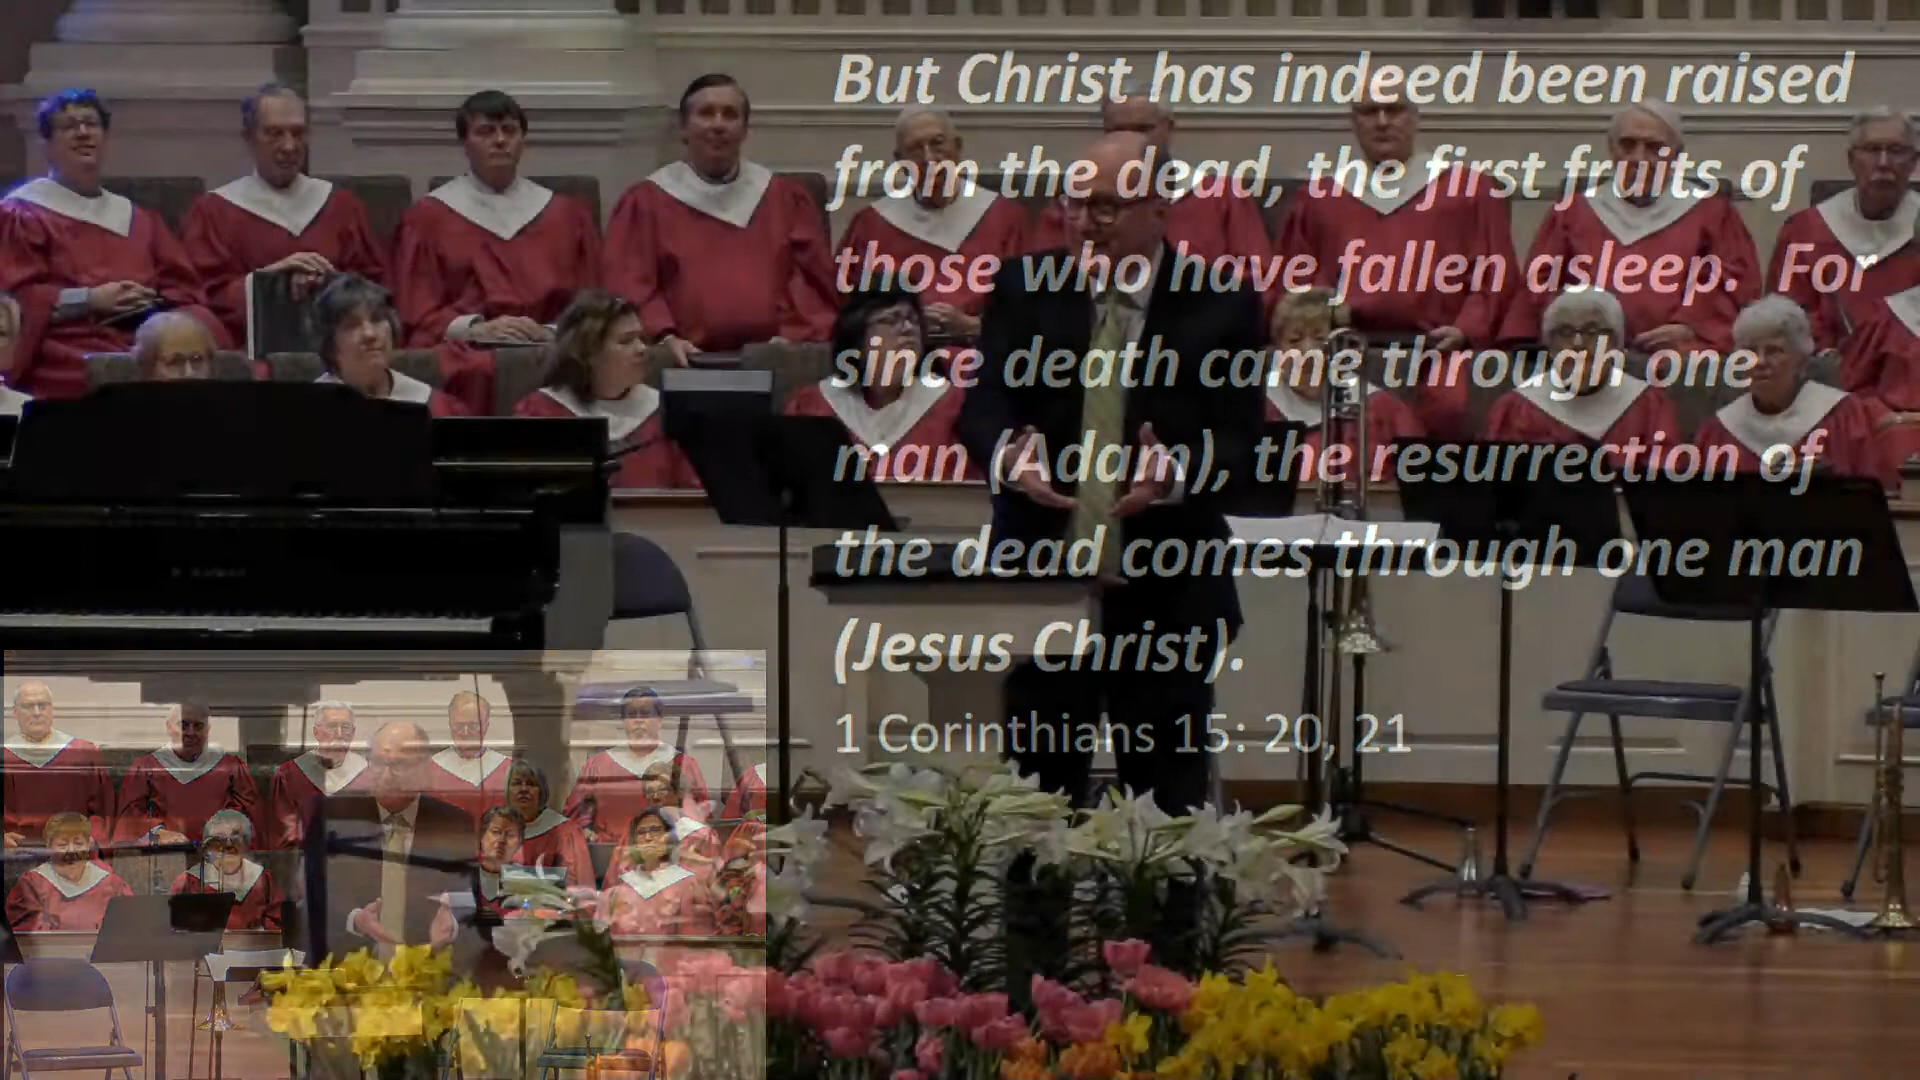 But Christ has indeed been raised
from the dead, the first fruits of
those who have fallen asleep.  For
since death came through one
man (Adam), the resurrection of
the dead comes through one man
(Jesus Christ).
1 Corinthians 15: 20, 21